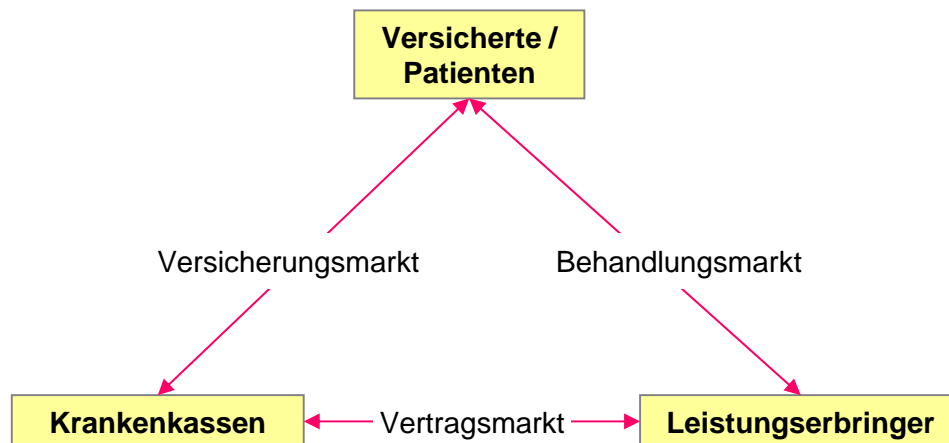 Versicherte /
Patienten
Versicherungsmarkt
Behandlungsmarkt
Krankenkassen
Vertragsmarkt
Leistungserbringer